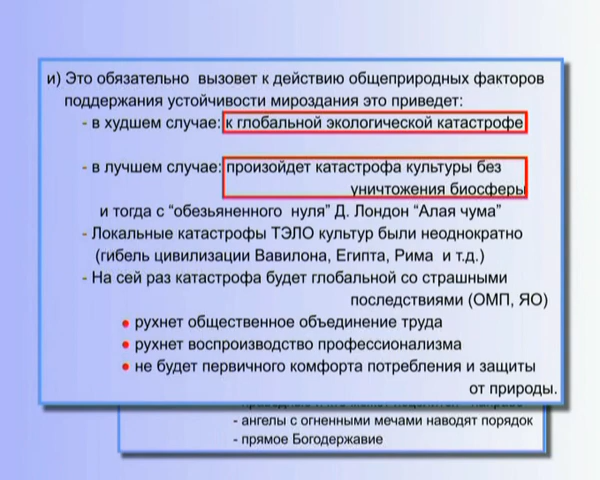 и) Это обязательно вызовет к действию общеприродных факторов
поддержания устойчивости мироздания это приведет:
- в худшем случае: к глобальной экологической катастрофе
- в лучшем случае: произойдет катастрофа культуры без
уничтожения биосферы
и тогда с “обезьяненного нуля” Д. Лондон “Алая чума”
- Локальные катастрофы ТЭЛО культур были неоднократно
(гибель цивилизации Вавилона, Египта, Рима и т.д.)
- На сей раз катастрофа будет глобальной со страшными
последствиями (ОМП, ЯО)
• рухнет общественное объединение труда
• рухнет воспроизводство профессионализма
• не будет первичного комфорта потребления и защиты
от природы.
- ангелы с огненными мечами наводят порядок
- прямое Богодержавие